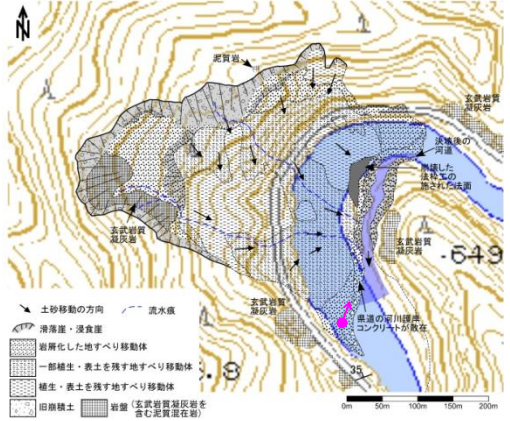 N
泥質岩
玄武岩質
凝灰岩
決壊後の
河道
崩壊した
法枠工の
施された法面
玄武岩質
凝灰岩
玄武岩質
凝灰岩
・649
玄武岩質
凝灰岩
県道の河川護岸
コンクリートが散在
35
8.8
土砂移動の方向
流水痕
滑落崖・浸食崖
岩屑化した地すべり移動体
一部植生・表土を残す地すべり移動体
植生・表土を残す地すべり移動体
旧崩積土
岩盤(玄武岩質凝灰岩を
含む泥質混在岩)
0m 50m 100m 150m 200m